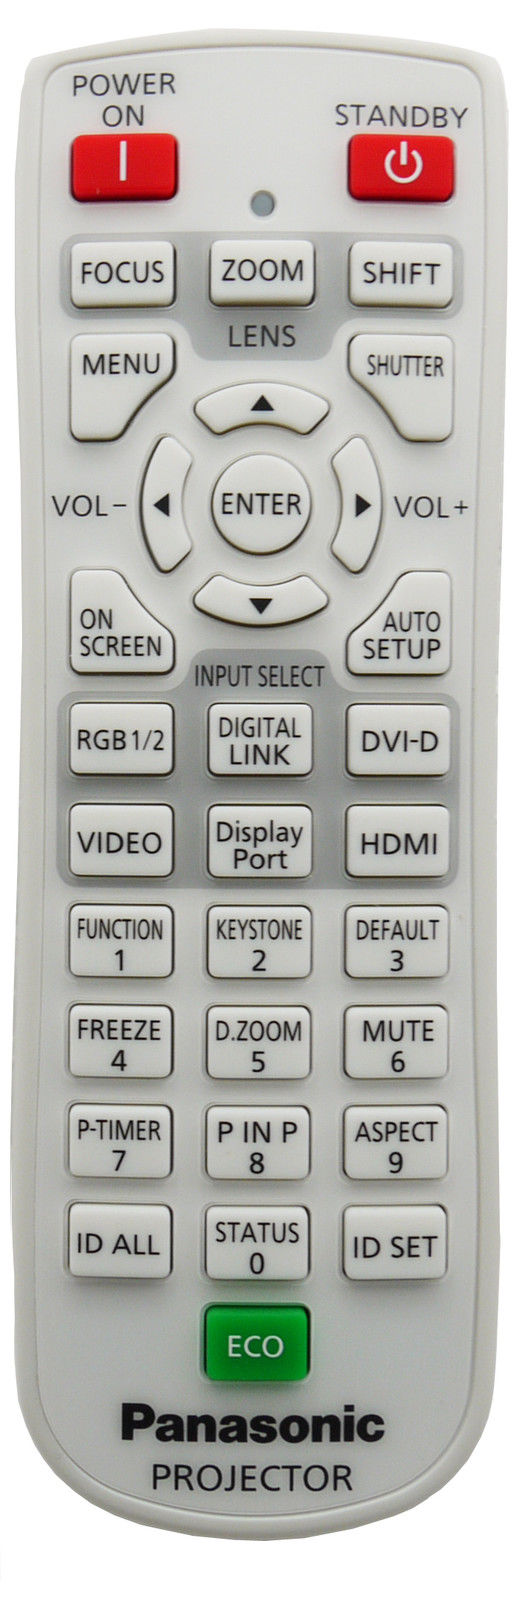 POWER
ON
STANDBY
FOCUS
ZOOM
SHIFT
LENS
MENU
SHUTTER
VOL−
ENTER
VOL+
ON
SCREEN
AUTO
SETUP
INPUT SELECT
RGB1/2
DIGITAL
LINK
DVI-D
VIDEO
Display
Port
HDMI
FUNCTION
1
KEYSTONE
2
DEFAULT
3
FREEZE
4
D.ZOOM
5
MUTE
6
P-TIMER
7
P IN P
8
ASPECT
9
ID ALL
STATUS
0
ID SET
ECO
Panasonic
PROJECTOR